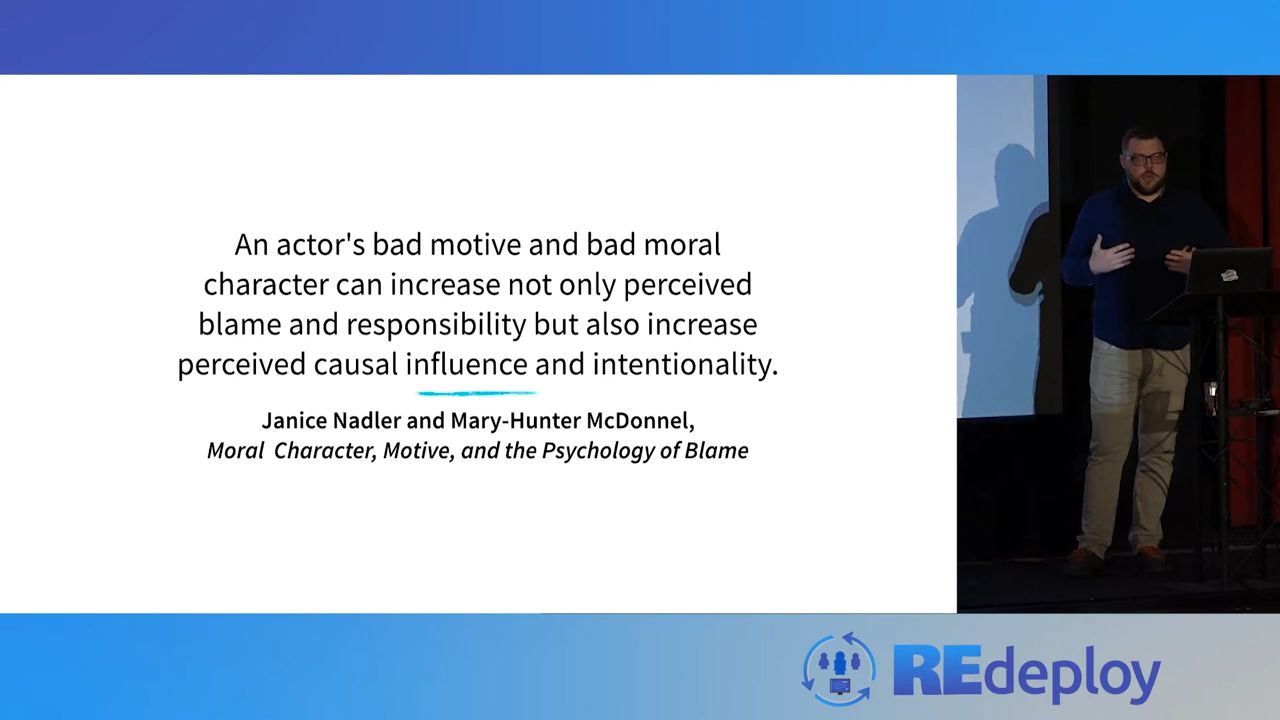 An actor's bad motive and bad moral
character can increase not only perceived
blame and responsibility but also increase
perceived causal influence and intentionality.
Janice Nadler and Mary-Hunter McDonnel,
Moral Character, Motive, and the Psychology of Blame
REdeploy